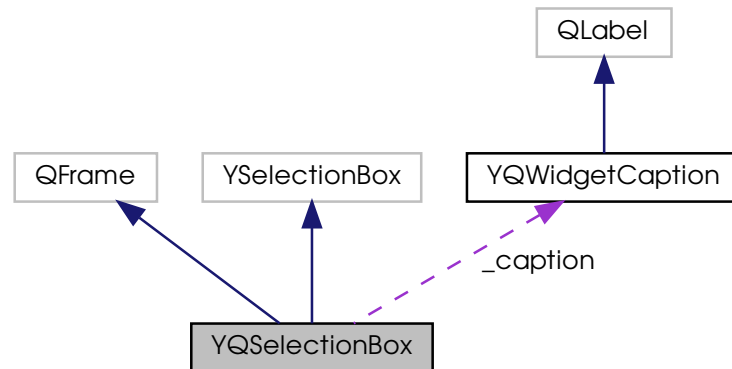 QLabel
QFrame
YSelectionBox
YQWidgetCaption
_caption
YQSelectionBox